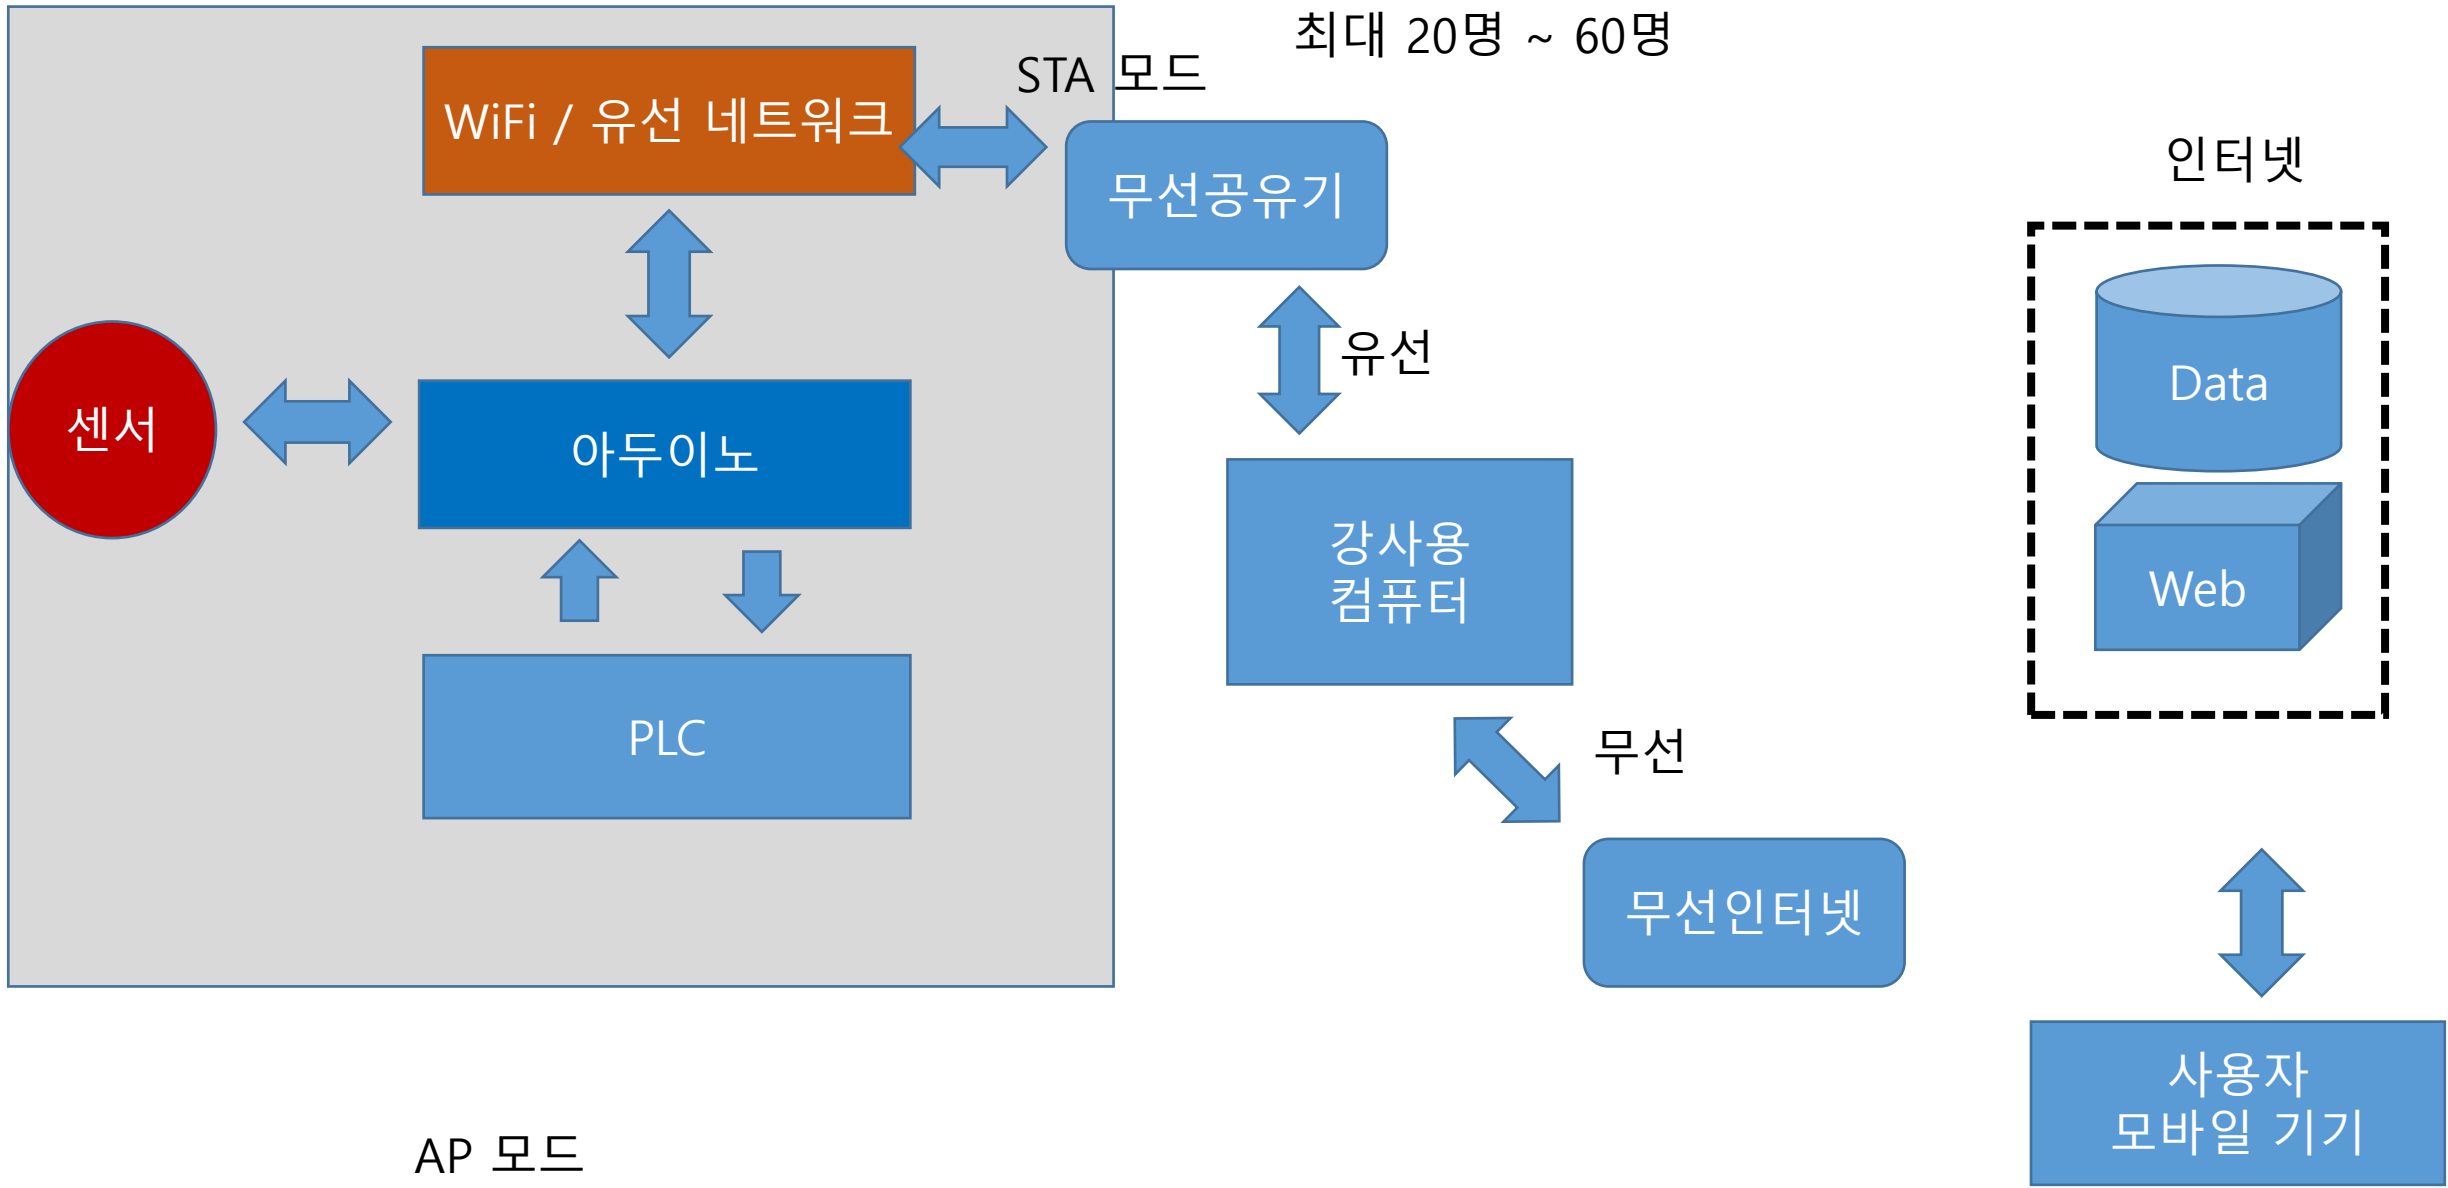 최대 20명 ~ 60명
STA 모드
WiFi / 유선 네트워크
무선공유기
인터넷
유선
센서
아두이노
Data
강사용
컴퓨터
Web
PLC
무선
무선인터넷
사용자
모바일 기기
AP 모드